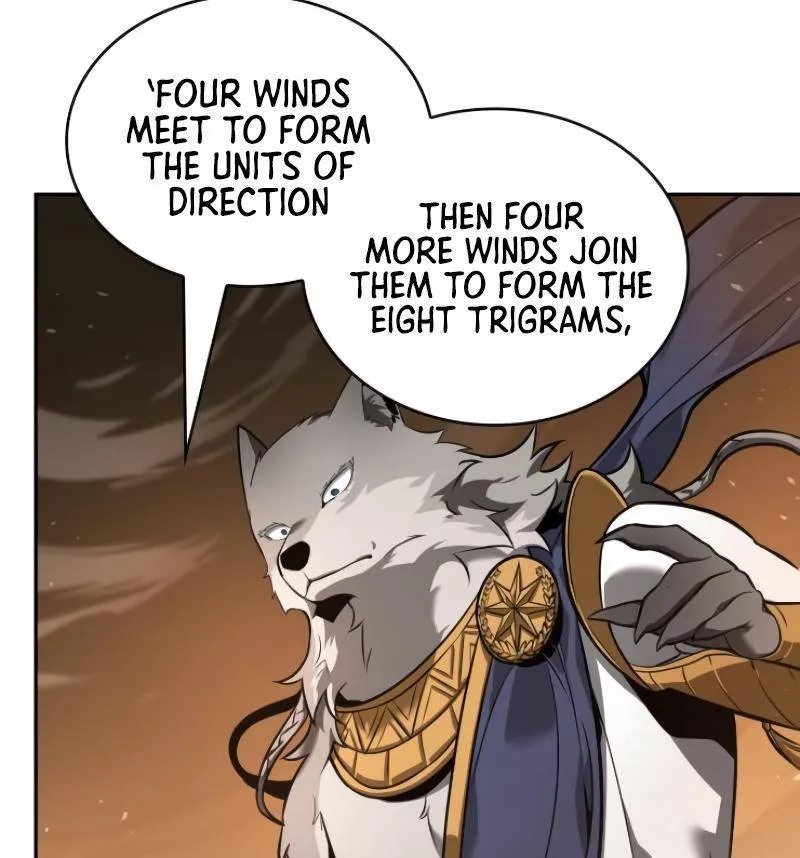 'FOUR WINDS
MEET TO FORM
THE UNITS OF
DIRECTION
THEN FOUR
MORE WINDS JOIN
THEM TO FORM THE
EIGHT TRIGRAMS,